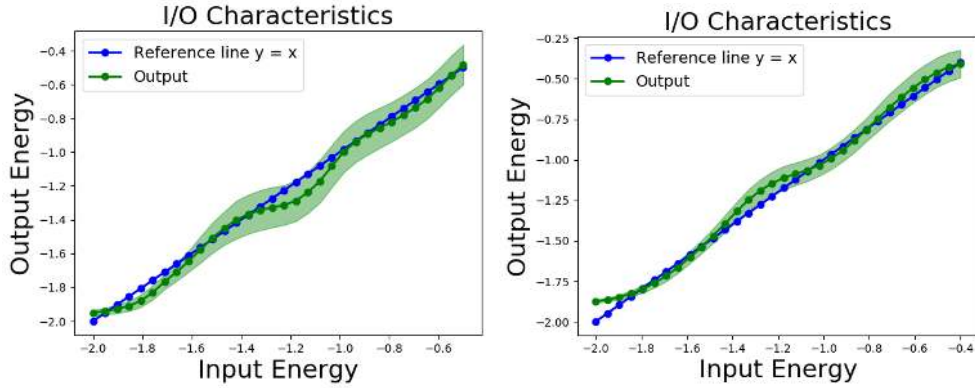 I/O Characteristics
Reference line y = x
Output
Output Energy
−0.4
−0.6
−0.8
−1.0
−1.2
−1.4
−1.6
−1.8
−2.0
−2.0 −1.8 −1.6 −1.4 −1.2 −1.0 −0.8 −0.6
Input Energy
I/O Characteristics
Reference line y = x
Output
Output Energy
−0.25
−0.50
−0.75
−1.00
−1.25
−1.50
−1.75
−2.00
−2.0 −1.8 −1.6 −1.4 −1.2 −1.0 −0.8 −0.6 −0.4
Input Energy